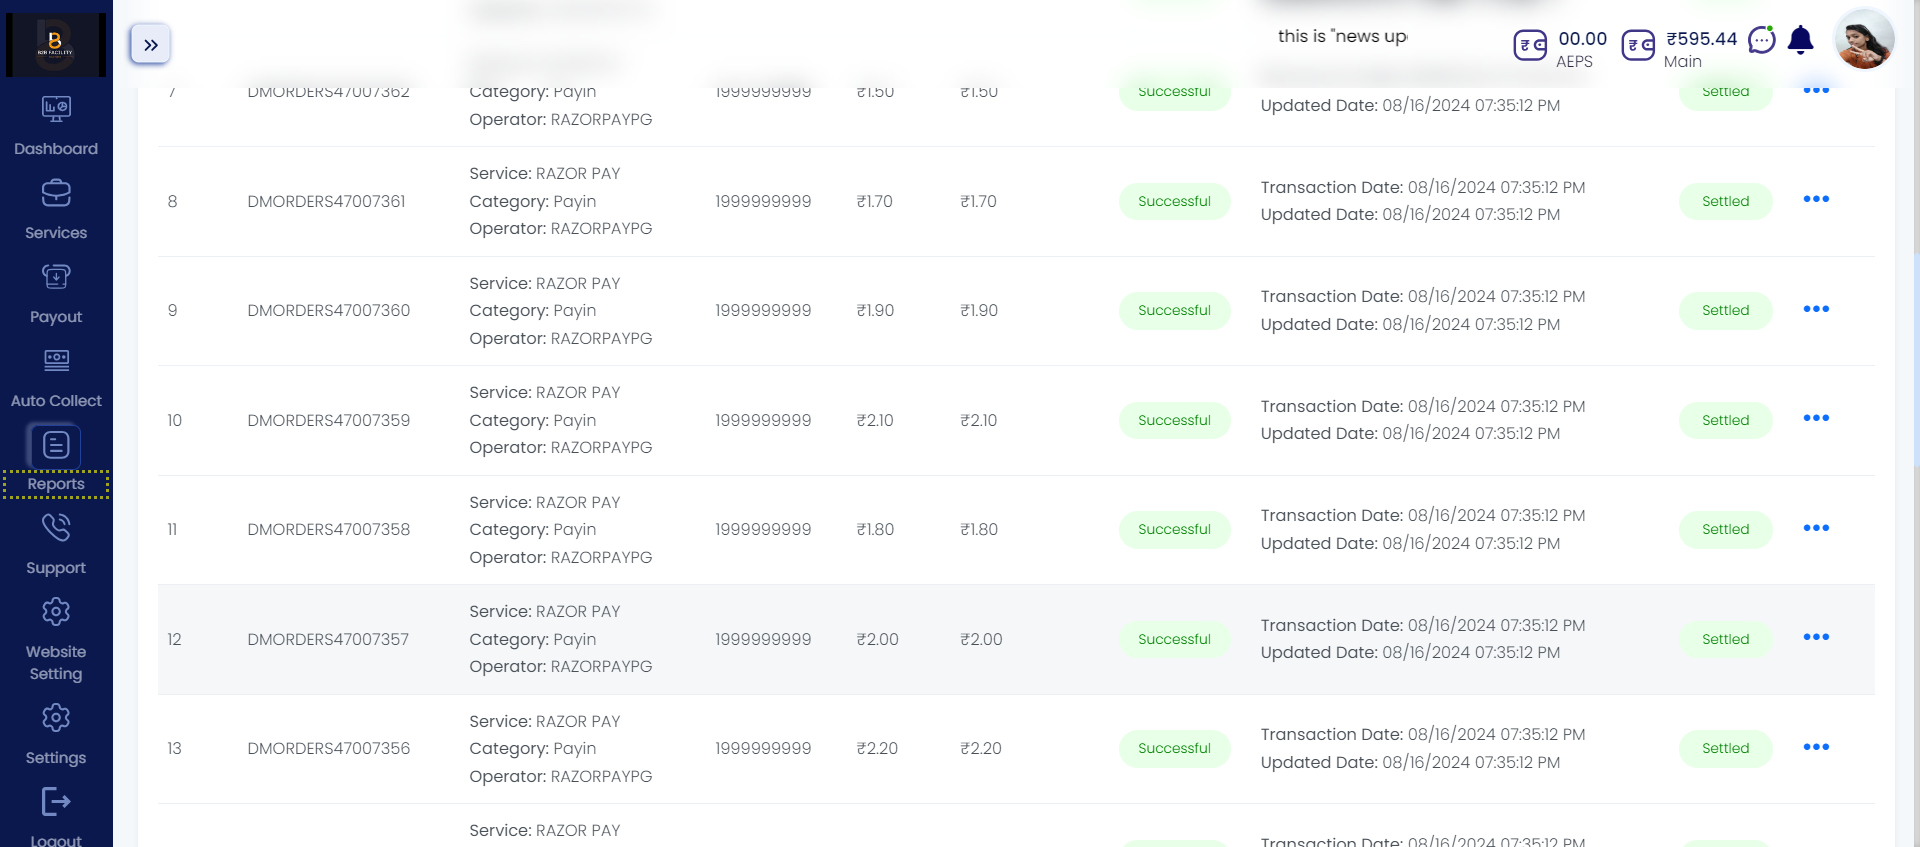 B2B FACILITY
this is "news up
00.00
AEPS
₹595.44
Main
Dashboard
Services
Payout
Auto Collect
Reports
Support
Website
Setting
Settings
Logout
7 DMORDERS47007362 Category: Payin 1999999999 ₹1.50 ₹1.50 Successful Settled
Operator: RAZORPAYPG Updated Date: 08/16/2024 07:35:12 PM
Service: RAZOR PAY Transaction Date: 08/16/2024 07:35:12 PM
8 DMORDERS47007361 Category: Payin 1999999999 ₹1.70 ₹1.70 Successful Settled
Operator: RAZORPAYPG Updated Date: 08/16/2024 07:35:12 PM
Service: RAZOR PAY Transaction Date: 08/16/2024 07:35:12 PM
9 DMORDERS47007360 Category: Payin 1999999999 ₹1.90 ₹1.90 Successful Settled
Operator: RAZORPAYPG Updated Date: 08/16/2024 07:35:12 PM
Service: RAZOR PAY Transaction Date: 08/16/2024 07:35:12 PM
10 DMORDERS47007359 Category: Payin 1999999999 ₹2.10 ₹2.10 Successful Settled
Operator: RAZORPAYPG Updated Date: 08/16/2024 07:35:12 PM
Service: RAZOR PAY Transaction Date: 08/16/2024 07:35:12 PM
11 DMORDERS47007358 Category: Payin 1999999999 ₹1.80 ₹1.80 Successful Settled
Operator: RAZORPAYPG Updated Date: 08/16/2024 07:35:12 PM
Service: RAZOR PAY Transaction Date: 08/16/2024 07:35:12 PM
12 DMORDERS47007357 Category: Payin 1999999999 ₹2.00 ₹2.00 Successful Settled
Operator: RAZORPAYPG Updated Date: 08/16/2024 07:35:12 PM
Service: RAZOR PAY Transaction Date: 08/16/2024 07:35:12 PM
13 DMORDERS47007356 Category: Payin 1999999999 ₹2.20 ₹2.20 Successful Settled
Operator: RAZORPAYPG Updated Date: 08/16/2024 07:35:12 PM
Service: RAZOR PAY Transaction Date: 08/16/2024 07:35:12 PM